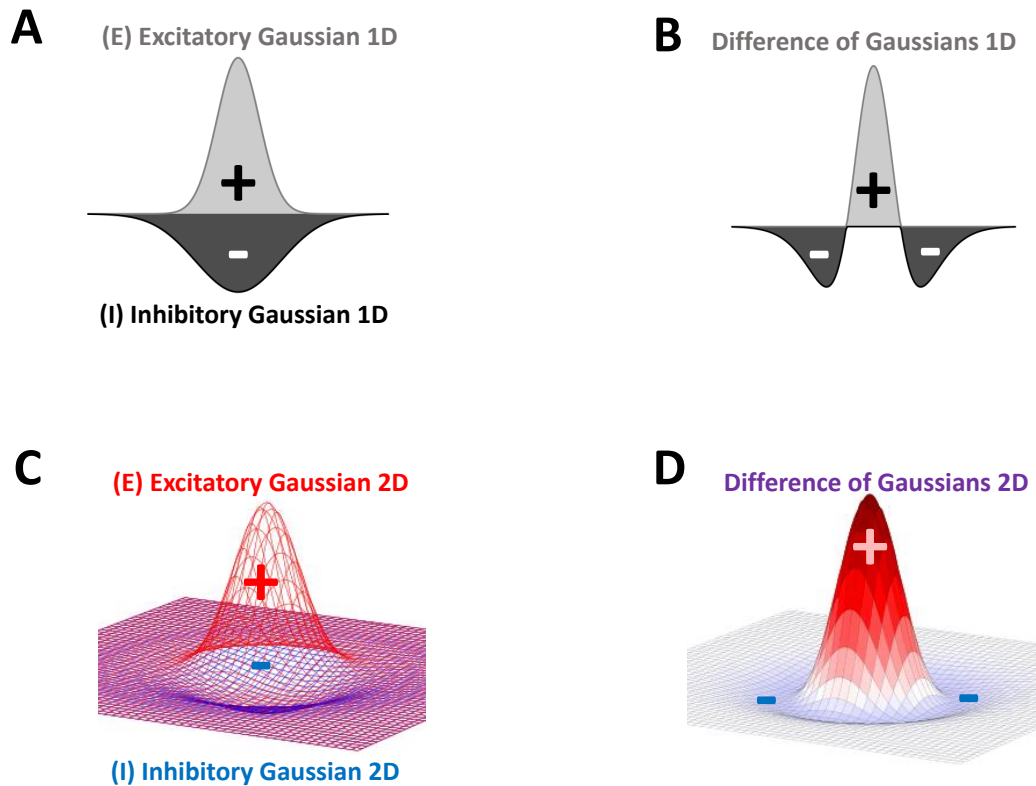 A
(E) Excitatory Gaussian 1D
+
-
(I) Inhibitory Gaussian 1D
B
Difference of Gaussians 1D
+
- -
C
(E) Excitatory Gaussian 2D
+
-
(I) Inhibitory Gaussian 2D
D
Difference of Gaussians 2D
+
- -